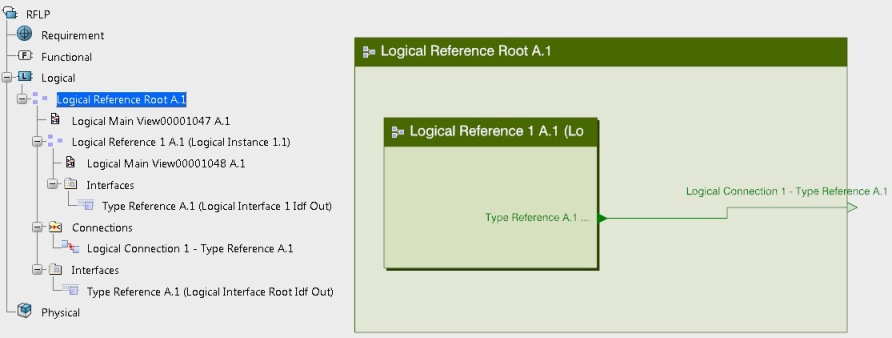 RFLP
Requirement
F
Functional
L
Logical
Logical Reference Root A.1
Logical Main View00001047 A.1
Logical Reference 1 A.1 (Logical Instance 1.1)
Logical Main View00001048 A.1
Interfaces
Type Reference A.1 (Logical Interface 1 Idf Out)
Connections
Logical Connection 1 - Type Reference A.1
Interfaces
Type Reference A.1 (Logical Interface Root Idf Out)
Physical
Logical Reference Root A.1
Logical Reference 1 A.1 (Lo
Type Reference A.1 ...
Logical Connection 1 - Type Reference A.1